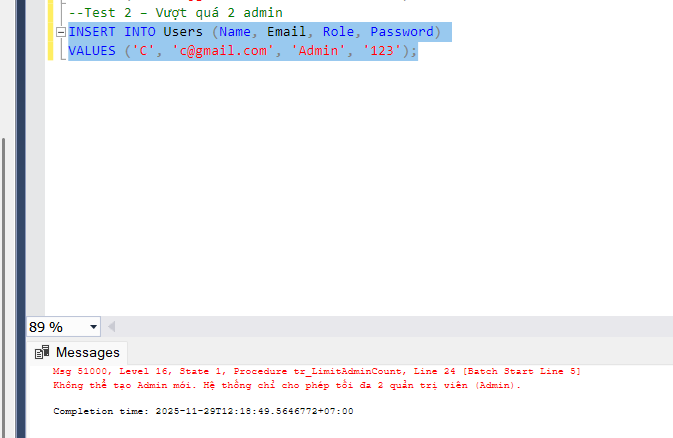 --Test 2 – Vượt quá 2 admin
INSERT INTO Users (Name, Email, Role, Password)
VALUES ('C', 'c@gmail.com', 'Admin', '123');
89 %
Messages
Msg 51000, Level 16, State 1, Procedure tr_LimitAdminCount, Line 24 [Batch Start Line 5]
Không thể tạo Admin mới. Hệ thống chỉ cho phép tối đa 2 quản trị viên (Admin).
Completion time: 2025-11-29T12:18:49.5646772+07:00